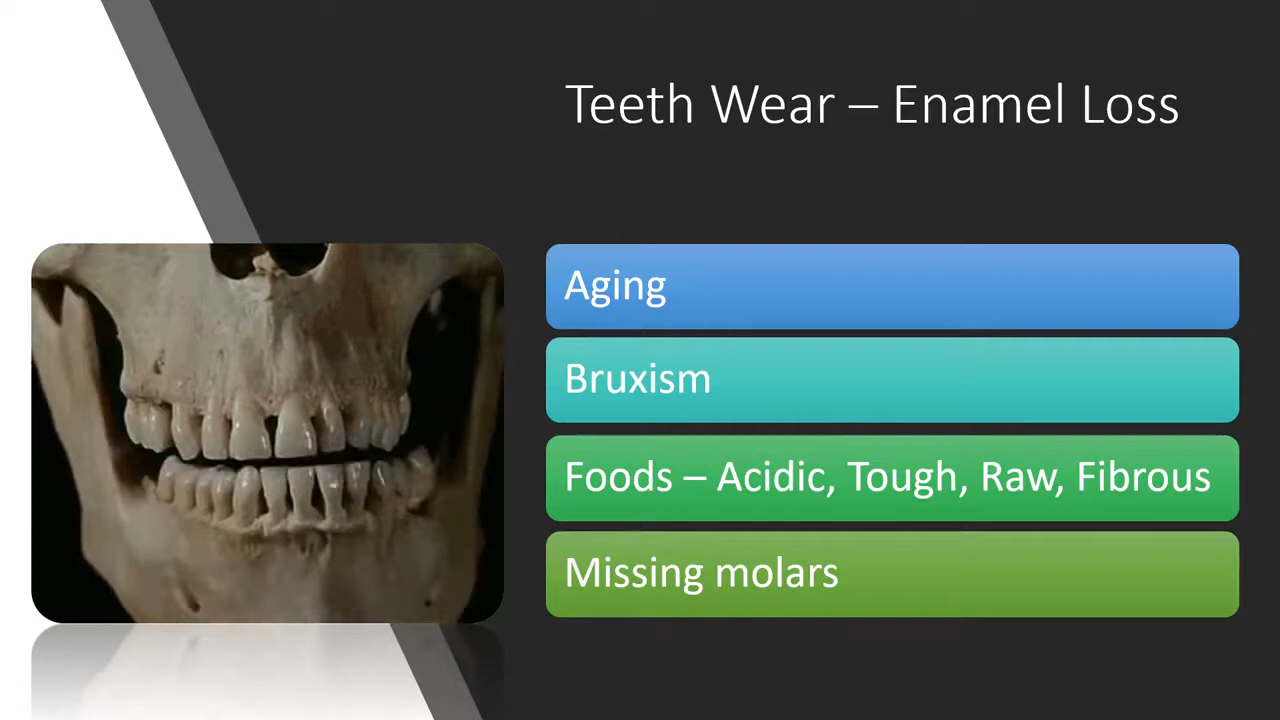 Teeth Wear – Enamel Loss
Aging
Bruxism
Foods – Acidic, Tough, Raw, Fibrous
Missing molars